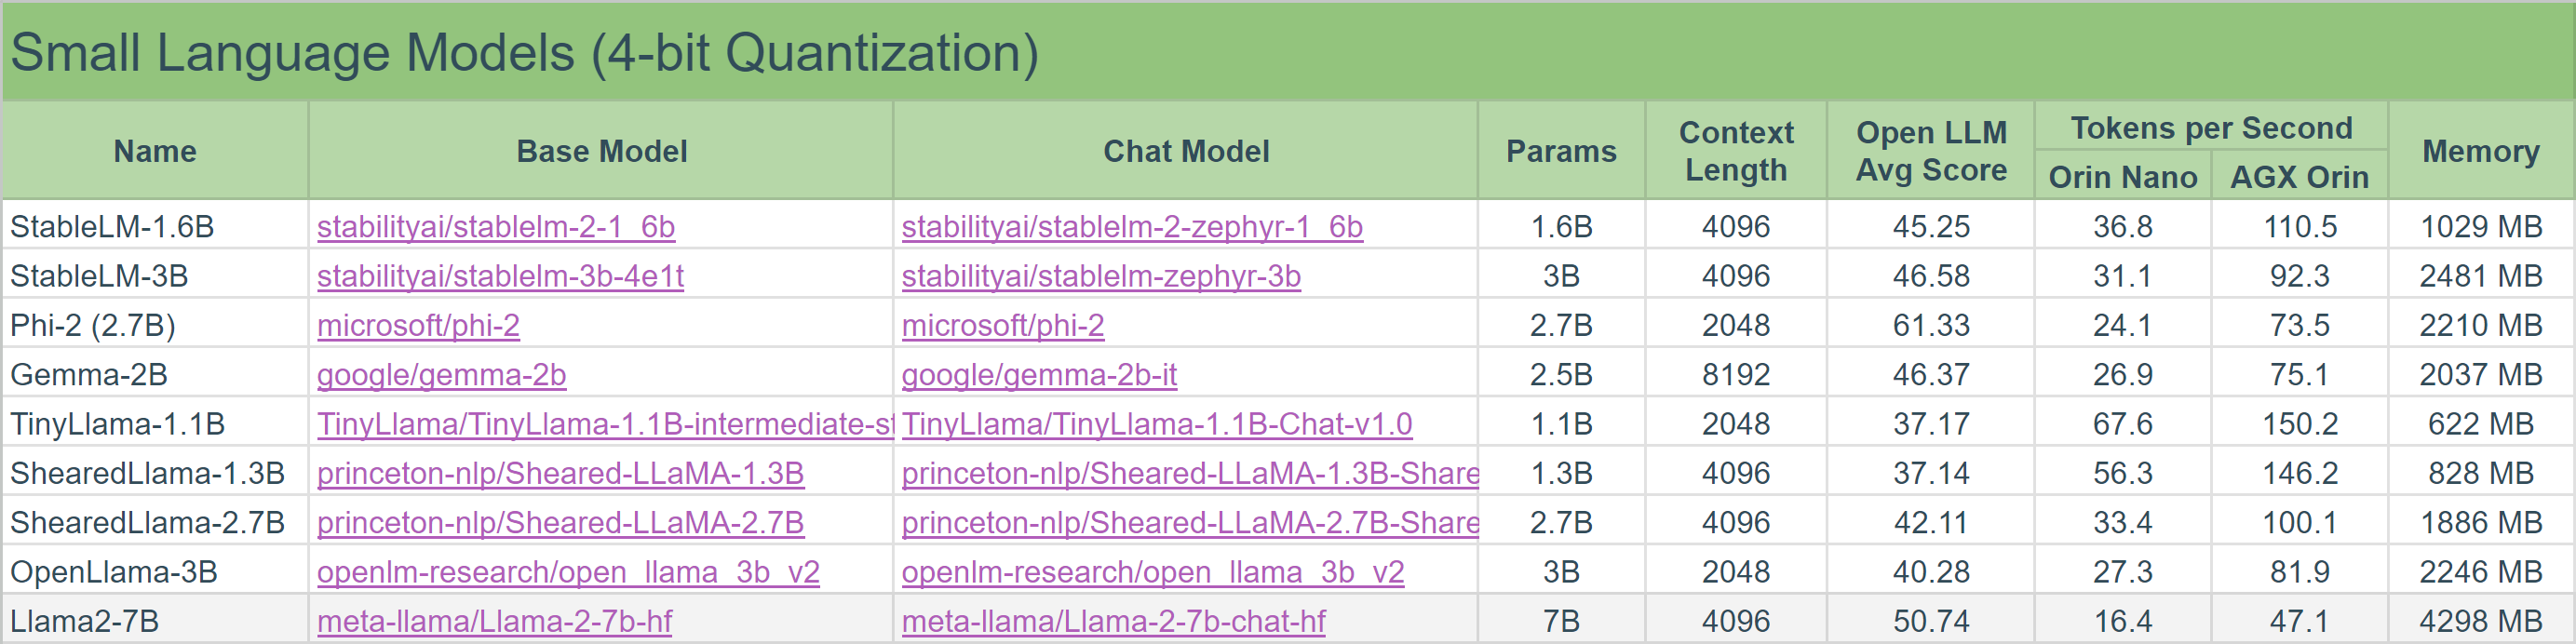 Small Language Models (4-bit Quantization)
Name Base Model Chat Model Params Context Length Open LLM Avg Score Tokens per Second Orin Nano AGX Orin Memory
StableLM-1.6B stabilityai/stablelm-2-1_6b stabilityai/stablelm-2-zephyr-1_6b 1.6B 4096 45.25 36.8 110.5 1029 MB
StableLM-3B stabilityai/stablelm-3b-4e1t stabilityai/stablelm-zephyr-3b 3B 4096 46.58 31.1 92.3 2481 MB
Phi-2 (2.7B) microsoft/phi-2 microsoft/phi-2 2.7B 2048 61.33 24.1 73.5 2210 MB
Gemma-2B google/gemma-2b google/gemma-2b-it 2.5B 8192 46.37 26.9 75.1 2037 MB
TinyLlama-1.1B TinyLlama/TinyLlama-1.1B-intermediate-st TinyLlama/TinyLlama-1.1B-Chat-v1.0 1.1B 2048 37.17 67.6 150.2 622 MB
ShearedLlama-1.3B princeton-nlp/Sheared-LLaMA-1.3B princeton-nlp/Sheared-LLaMA-1.3B-Share 1.3B 4096 37.14 56.3 146.2 828 MB
ShearedLlama-2.7B princeton-nlp/Sheared-LLaMA-2.7B princeton-nlp/Sheared-LLaMA-2.7B-Share 2.7B 4096 42.11 33.4 100.1 1886 MB
OpenLlama-3B openlm-research/open_llama_3b_v2 openlm-research/open_llama_3b_v2 3B 2048 40.28 27.3 81.9 2246 MB
Llama2-7B meta-llama/Llama-2-7b-hf meta-llama/Llama-2-7b-chat-hf 7B 4096 50.74 16.4 47.1 4298 MB